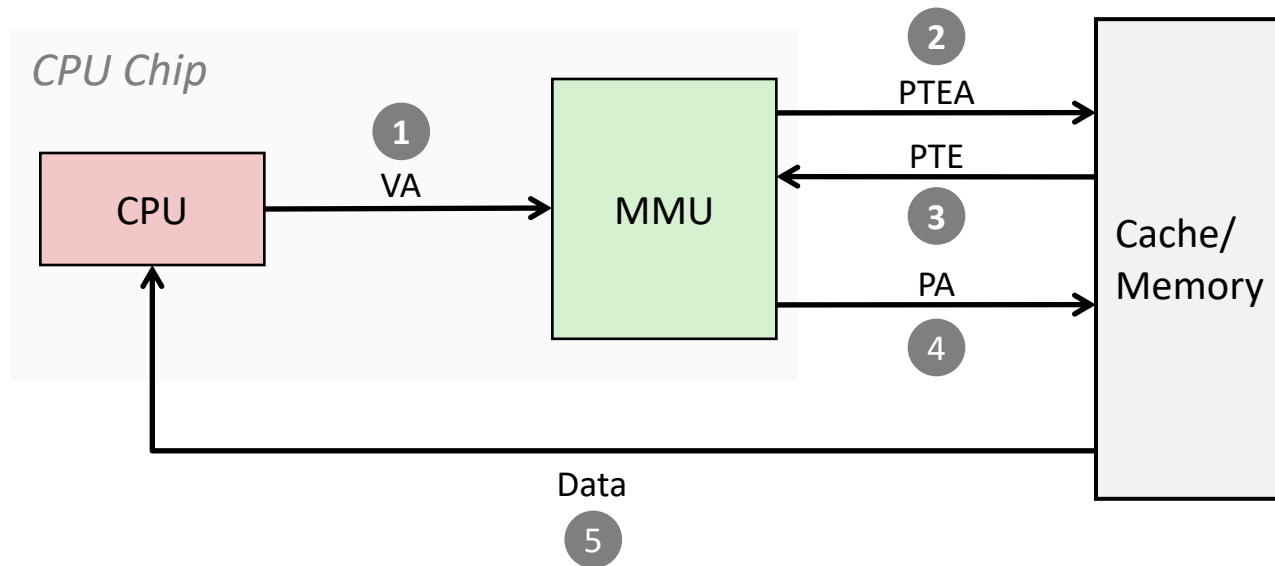 CPU Chip
2
PTEA
1
VA
PTE
CPU
MMU
3
Cache/
Memory
PA
4
Data
5